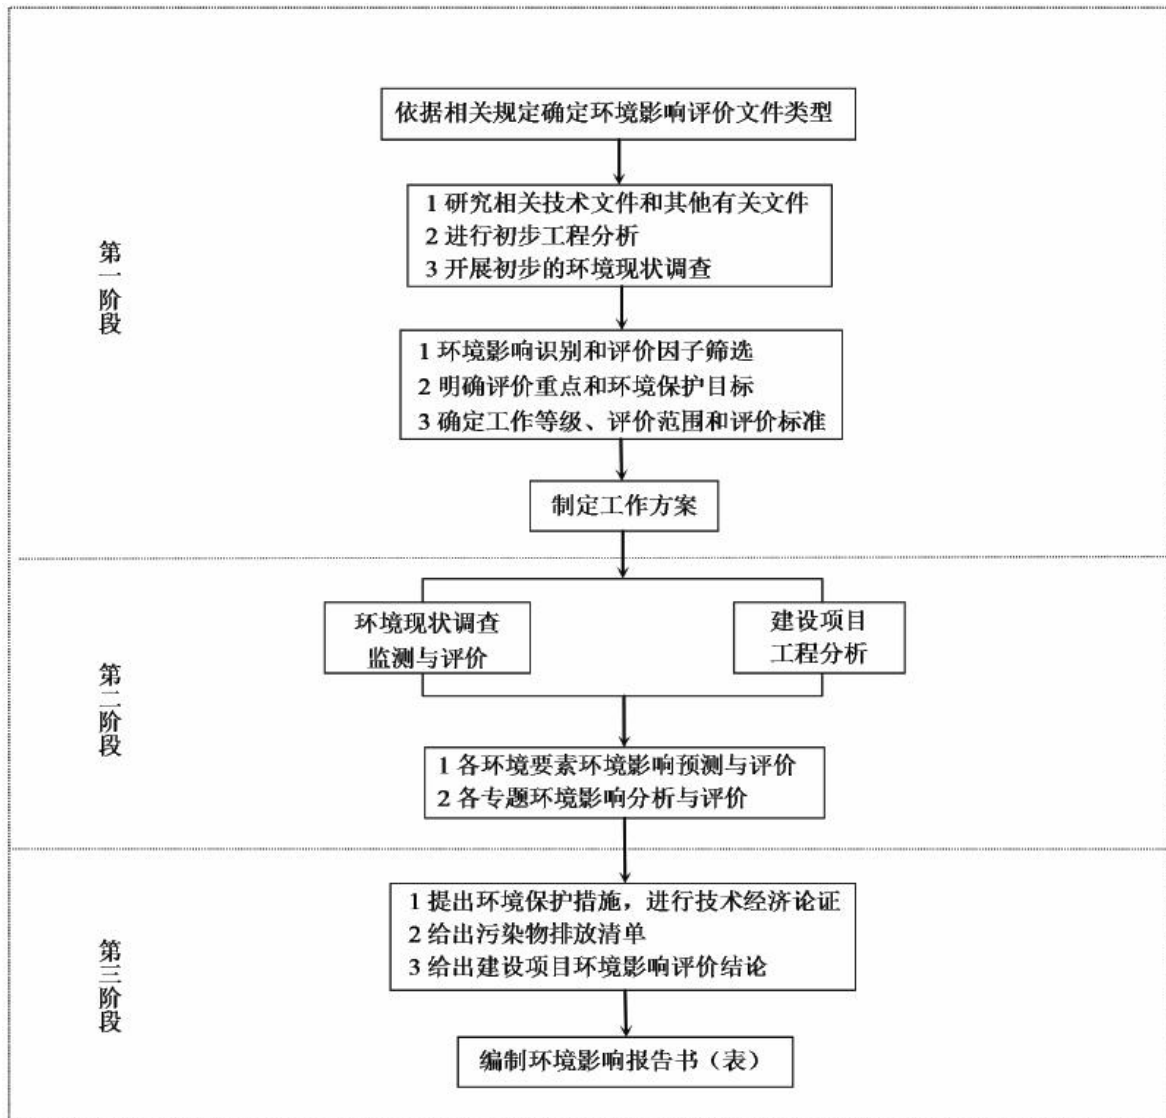 依据相关规定确定环境影响评价文件类型
1 研究相关技术文件和其他有关文件
2 进行初步工程分析
3 开展初步的环境现状调查
第一阶段
1 环境影响识别和评价因子筛选
2 明确评价重点和环境保护目标
3 确定工作等级、评价范围和评价标准
制定工作方案
环境现状调查
监测与评价
建设项目
工程分析
第二阶段
1 各环境要素环境影响预测与评价
2 各专题环境影响分析与评价
1 提出环境保护措施，进行技术经济论证
2 给出污染物排放清单
3 给出建设项目环境影响评价结论
第三阶段
编制环境影响报告书（表）